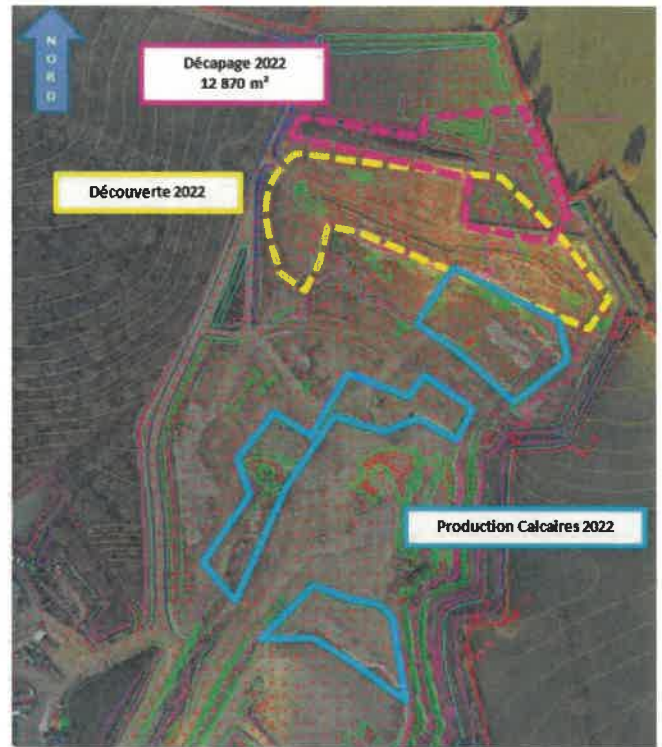 NORD
Décapage 2022
12 870 m²
Découverte 2022
Production Calcaires 2022